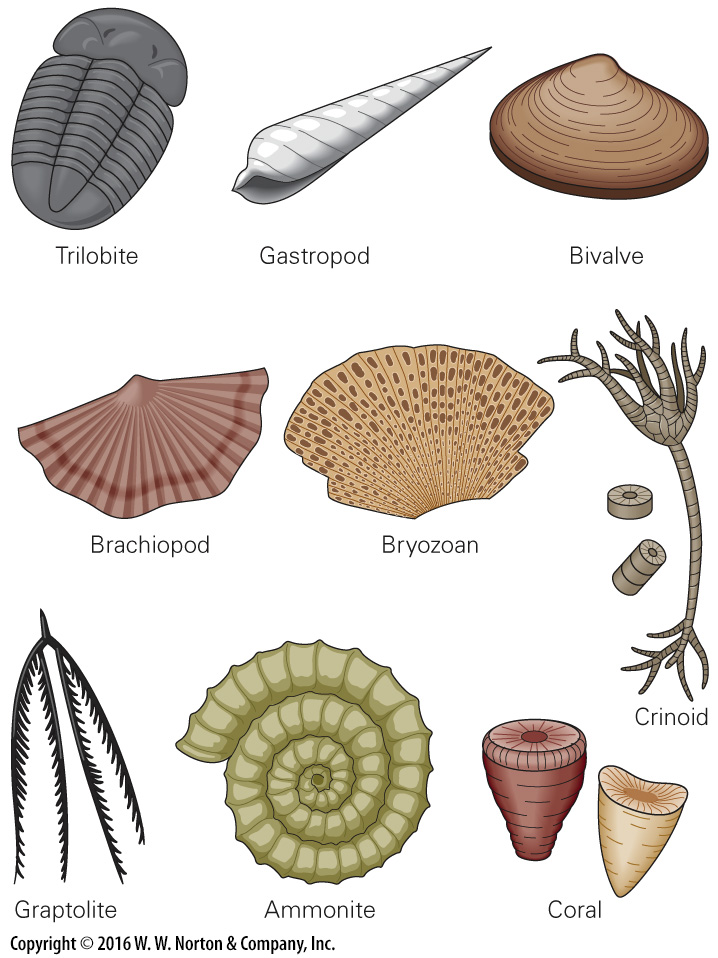 Trilobite
Gastropod
Bivalve
Brachiopod
Bryozoan
Crinoid
Graptolite
Ammonite
Coral
Copyright © 2016 W. W. Norton & Company, Inc.